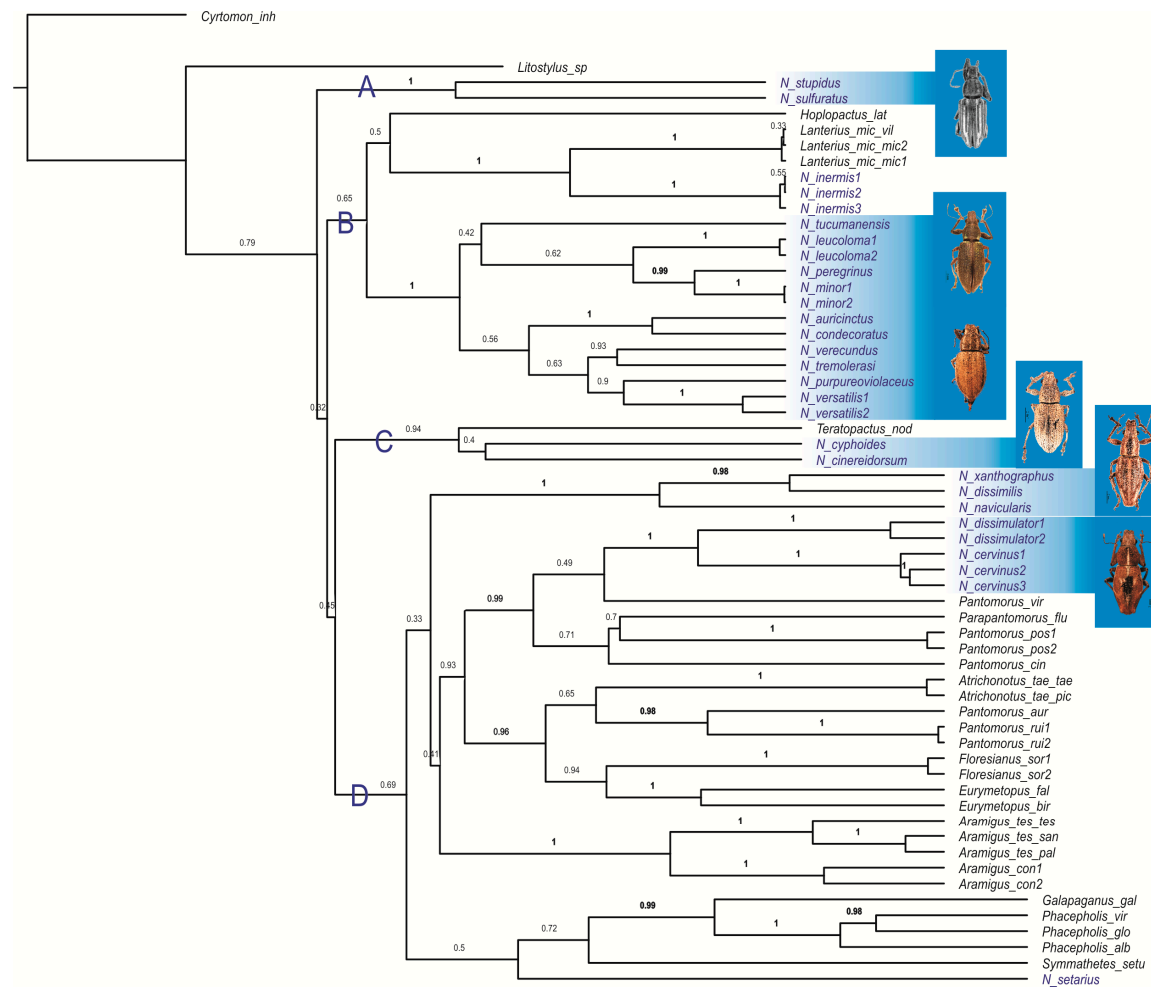 Cyrtomon_inh
Litostylus_sp
A
1
N_stupidus
N_sulfuratus
Hoplopactus_lat
0.5
0.33
Lanterius_mic_vil
1
Lanterius_mic_mic2
Lanterius_mic_mic1
0.55
N_inermis1
1
N_inermis2
0.65
N_inermis3
B
N_tucumanensis
0.42
1
N_leucoloma1
0.79
0.62
N_leucoloma2
0.99
N_peregrinus
1
1
N_minor1
N_minor2
1
N_auricinctus
N_condecoratus
0.56
0.93
N_verecundus
0.63
N_tremolerasi
0.9
N_purpureoviolaceus
1
N_versatilis1
0.32
N_versatilis2
0.94
Teratopactus_nod
C
0.4
N_cyphoides
N_cinereidorsum
0.98
N_xanthographus
1
N_dissimilis
N_navicularis
1
N_dissimulator1
1
N_dissimulator2
1
N_cervinus1
1
N_cervinus2
0.49
N_cervinus3
0.99
Pantomorus_vir
0.45
0.33
0.7
Parapantomorus_flu
0.71
1
Pantomorus_pos1
Pantomorus_pos2
0.93
Pantomorus_cin
1
Atrichonotus_tae_tae
0.65
Atrichonotus_tae_pic
0.98
Pantomorus_aur
0.96
1
Pantomorus_rui1
Pantomorus_rui2
0.41
1
Floresianus_sor1
0.94
Floresianus_sor2
D
0.69
1
Eurymetopus_fal
Eurymetopus_bir
1
Aramigus_tes_tes
1
1
Aramigus_tes_san
Aramigus_tes_pal
1
Aramigus_con1
Aramigus_con2
0.99
Galapaganus_gal
0.98
Phacepholis_vir
0.72
1
Phacepholis_glo
0.5
Phacepholis_alb
Symmathetes_setu
N_setarius